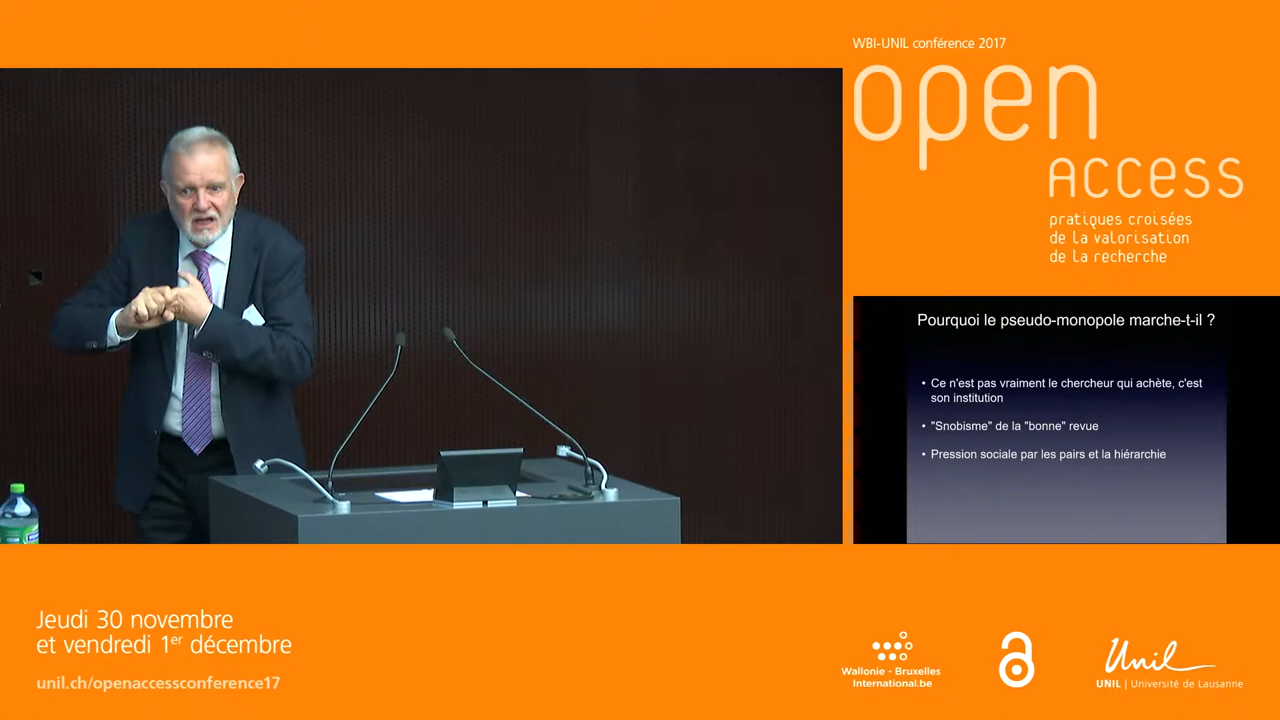 WBI-UNIL conférence 2017
open
access
pratiques croisées
de la valorisation
de la recherche
Pourquoi le pseudo-monopole marche-t-il ?
• Ce n'est pas vraiment le chercheur qui achète, c'est
son institution
• "Snobisme" de la "bonne" revue
• Pression sociale par les pairs et la hiérarchie
Jeudi 30 novembre
et vendredi 1er décembre
unil.ch/openaccessconference17
Wallonie - Bruxelles
International.be
Unil
UNIL | Université de Lausanne